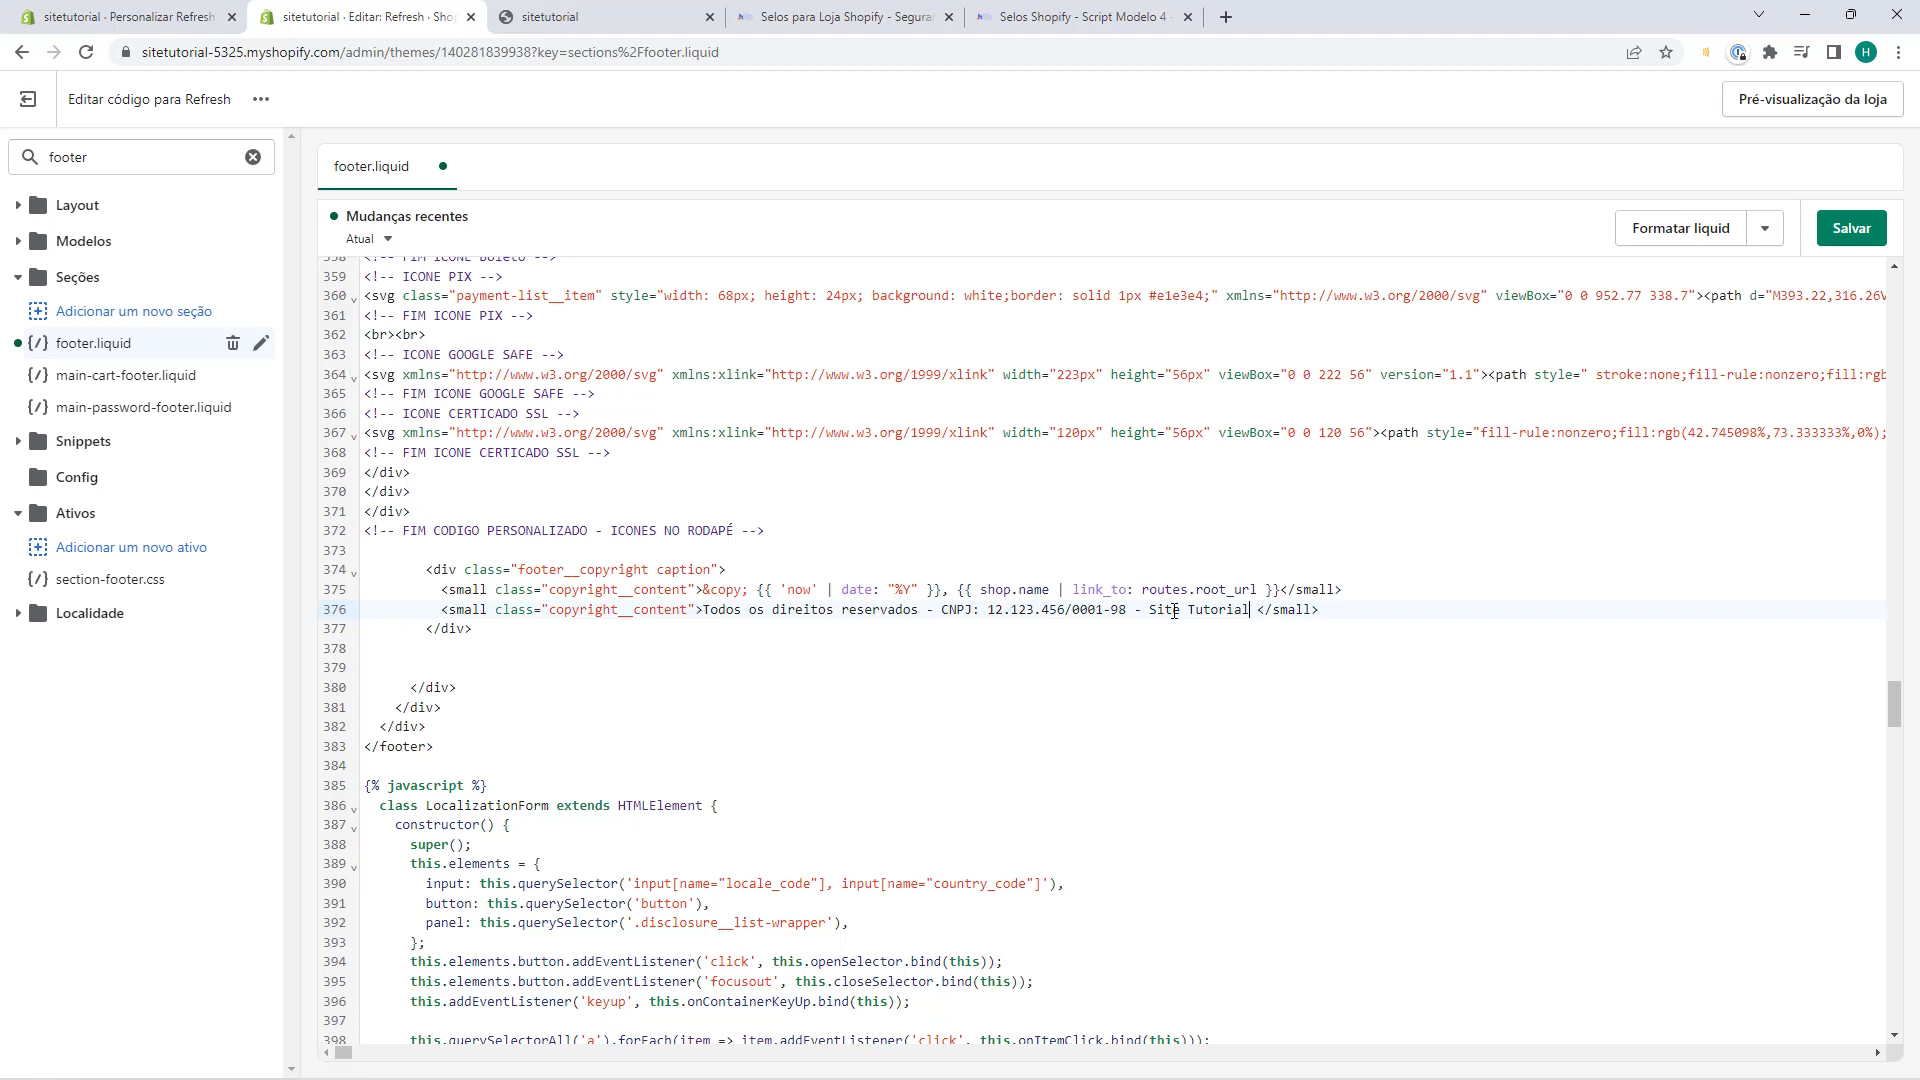 sitetutorial · Personalizar Refresh
sitetutorial · Editar: Refresh · Shop
sitetutorial
Selos para Loja Shopify - Segura
Selos Shopify - Script Modelo 4
sitetutorial-5325.myshopify.com/admin/themes/140281839938?key=sections%2Ffooter.liquid
H
Editar código para Refresh
Pré-visualização da loja
footer
Layout
Modelos
Seções
Adicionar um novo seção
footer.liquid
main-cart-footer.liquid
main-password-footer.liquid
Snippets
Config
Ativos
Adicionar um novo ativo
section-footer.css
Localidade
footer.liquid
Mudanças recentes
Atual
Formatar liquid
Salvar
358 <!-- FIM ICONE Boleto -->
359 <!-- ICONE PIX -->
360 <svg class="payment-list__item" style="width: 68px; height: 24px; background: white;border: solid 1px #e1e3e4;" xmlns="http://www.w3.org/2000/svg" viewBox="0 0 952.77 338.7"><path d="M393.22,316.26V
361 <!-- FIM ICONE PIX -->
362 <br><br>
363 <!-- ICONE GOOGLE SAFE -->
364 <svg xmlns="http://www.w3.org/2000/svg" xmlns:xlink="http://www.w3.org/1999/xlink" width="223px" height="56px" viewBox="0 0 222 56" version="1.1"><path style=" stroke:none;fill-rule:nonzero;fill:rgb
365 <!-- FIM ICONE GOOGLE SAFE -->
366 <!-- ICONE CERTICADO SSL -->
367 <svg xmlns="http://www.w3.org/2000/svg" xmlns:xlink="http://www.w3.org/1999/xlink" width="120px" height="56px" viewBox="0 0 120 56"><path style="fill-rule:nonzero;fill:rgb(42.745098%,73.333333%,0%);
368 <!-- FIM ICONE CERTICADO SSL -->
369 </div>
370 </div>
371 </div>
372 <!-- FIM CODIGO PERSONALIZADO - ICONES NO RODAPÉ -->
373
374 <div class="footer__copyright caption">
375 <small class="copyright__content">&copy; {{ 'now' | date: "%Y" }}, {{ shop.name | link_to: routes.root_url }}</small>
376 <small class="copyright__content">Todos os direitos reservados - CNPJ: 12.123.456/0001-98 - Site Tutorial </small>
377 </div>
378
379
380 </div>
381 </div>
382 </div>
383 </footer>
384
385 {% javascript %}
386 class LocalizationForm extends HTMLElement {
387 constructor() {
388 super();
389 this.elements = {
390 input: this.querySelector('input[name="locale_code"], input[name="country_code"]'),
391 button: this.querySelector('button'),
392 panel: this.querySelector('.disclosure__list-wrapper'),
393 };
394 this.elements.button.addEventListener('click', this.openSelector.bind(this));
395 this.elements.button.addEventListener('focusout', this.closeSelector.bind(this));
396 this.addEventListener('keyup', this.onContainerKeyUp.bind(this));
397
398 this.querySelectorAll('a').forEach(item => item.addEventListener('click', this.onItemClick.bind(this)));